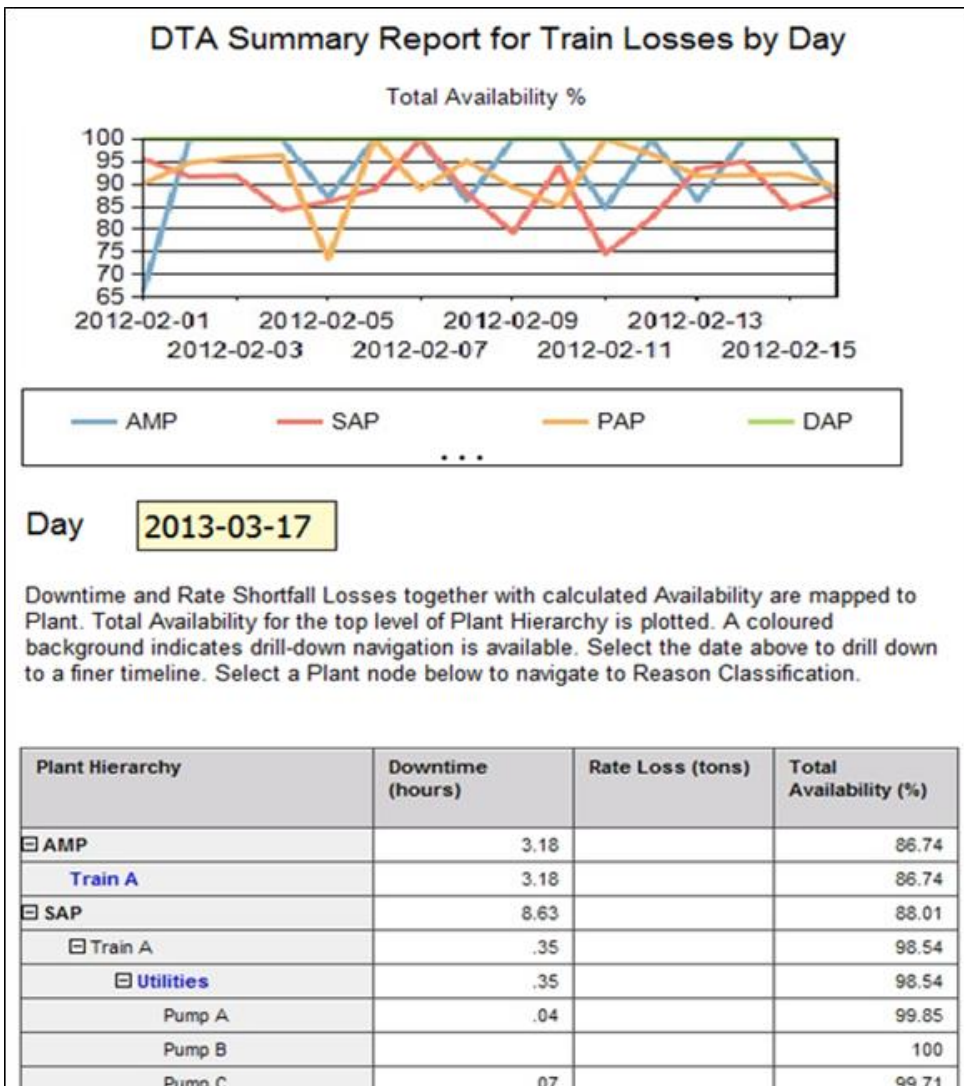 DTA Summary Report for Train Losses by Day
Total Availability %
100
95
90
85
80
75
70
65
2012-02-01 2012-02-05 2012-02-09 2012-02-13
2012-02-03 2012-02-07 2012-02-11 2012-02-15
AMP SAP PAP DAP
...
Day 2013-03-17
Downtime and Rate Shortfall Losses together with calculated Availability are mapped to
Plant. Total Availability for the top level of Plant Hierarchy is plotted. A coloured
background indicates drill-down navigation is available. Select the date above to drill down
to a finer timeline. Select a Plant node below to navigate to Reason Classification.
Plant Hierarchy Downtime Rate Loss (tons) Total
(hours) Availability (%)
AMP 3.18 86.74
Train A 3.18 86.74
SAP 8.63 88.01
Train A .35 98.54
Utilities .35 98.54
Pump A .04 99.85
Pump B 100
Pump C .07 99.71